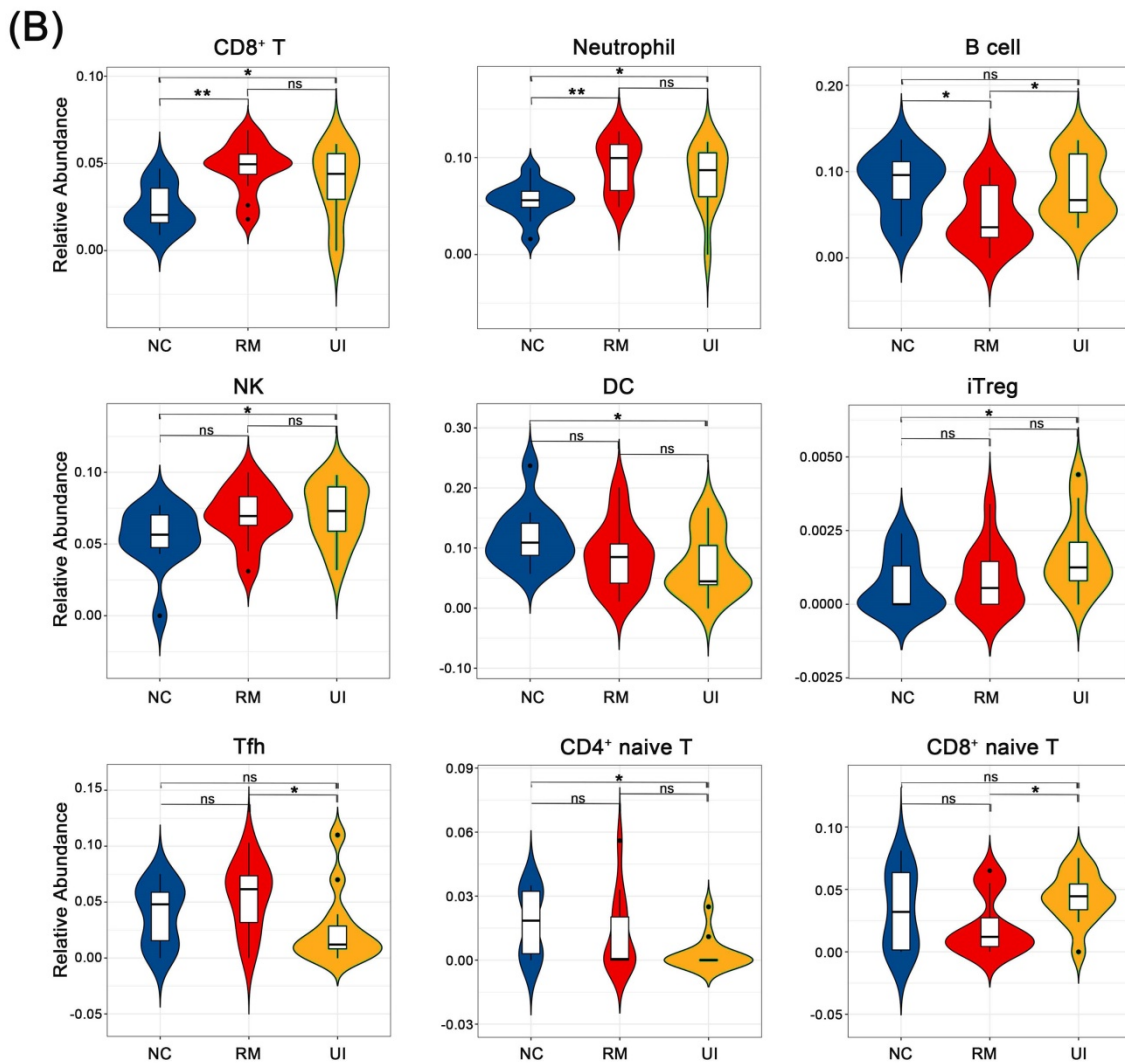 (B)
CD8⁺ T
Neutrophil
B cell
*
*
ns
**
ns
**
ns
*
*
Relative Abundance
0.10
0.05
0.00
0.10
0.00
0.20
0.10
0.00
NC RM UI
NC RM UI
NC RM UI
NK
DC
iTreg
*
*
*
ns
ns
ns
ns
ns
ns
Relative Abundance
0.10
0.05
0.00
0.30
0.20
0.10
0.00
-0.10
0.0050
0.0025
0.0000
-0.0025
NC RM UI
NC RM UI
NC RM UI
Tfh
CD4⁺ naive T
CD8⁺ naive T
ns
*
ns
ns
*
ns
ns
ns
*
Relative Abundance
0.15
0.10
0.05
0.00
-0.05
0.09
0.06
0.03
0.00
-0.03
0.10
0.05
0.00
-0.05
NC RM UI
NC RM UI
NC RM UI